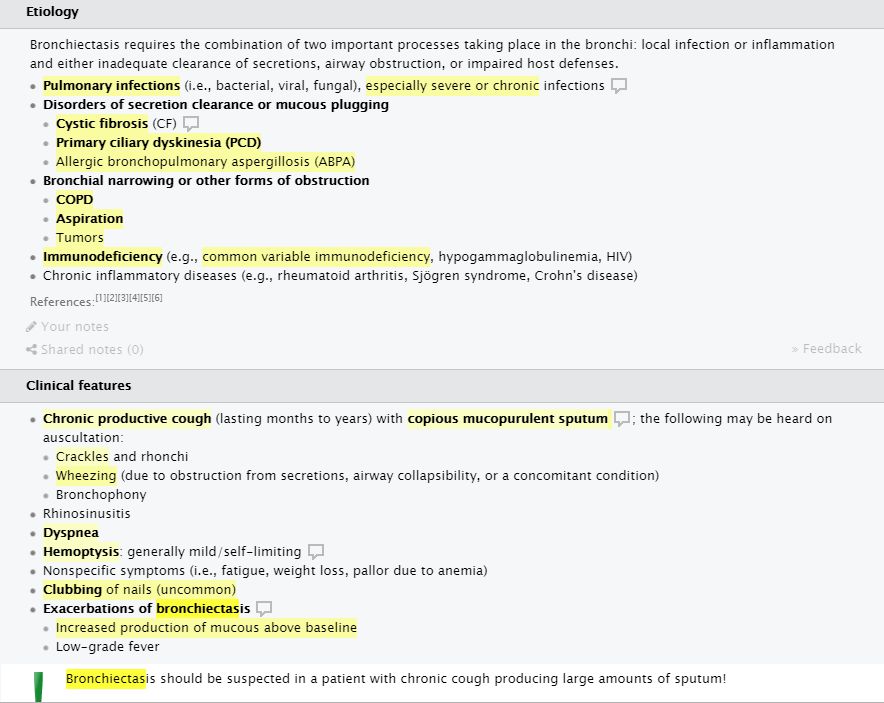 Etiology
Bronchiectasis requires the combination of two important processes taking place in the bronchi: local infection or inflammation
and either inadequate clearance of secretions, airway obstruction, or impaired host defenses.
Pulmonary infections (i.e., bacterial, viral, fungal), especially severe or chronic infections
Disorders of secretion clearance or mucous plugging
Cystic fibrosis (CF)
Primary ciliary dyskinesia (PCD)
Allergic bronchopulmonary aspergillosis (ABPA)
Bronchial narrowing or other forms of obstruction
COPD
Aspiration
Tumors
Immunodeficiency (e.g., common variable immunodeficiency, hypogammaglobulinemia, HIV)
Chronic inflammatory diseases (e.g., rheumatoid arthritis, Sjögren syndrome, Crohn's disease)
References:[1][2][3][4][5][6]
Your notes
Shared notes (0)
» Feedback
Clinical features
Chronic productive cough (lasting months to years) with copious mucopurulent sputum ; the following may be heard on
auscultation:
Crackles and rhonchi
Wheezing (due to obstruction from secretions, airway collapsibility, or a concomitant condition)
Bronchophony
Rhinosinusitis
Dyspnea
Hemoptysis: generally mild/self-limiting
Nonspecific symptoms (i.e., fatigue, weight loss, pallor due to anemia)
Clubbing of nails (uncommon)
Exacerbations of bronchiectasis
Increased production of mucous above baseline
Low-grade fever
Bronchiectasis should be suspected in a patient with chronic cough producing large amounts of sputum!